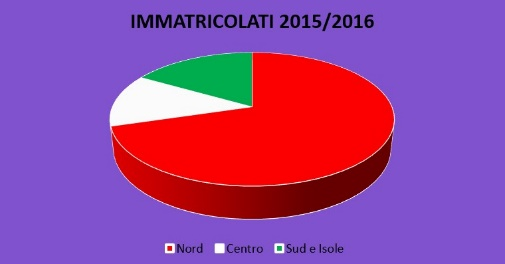 IMMATRICOLATI 2015/2016
Nord Centro Sud e Isole